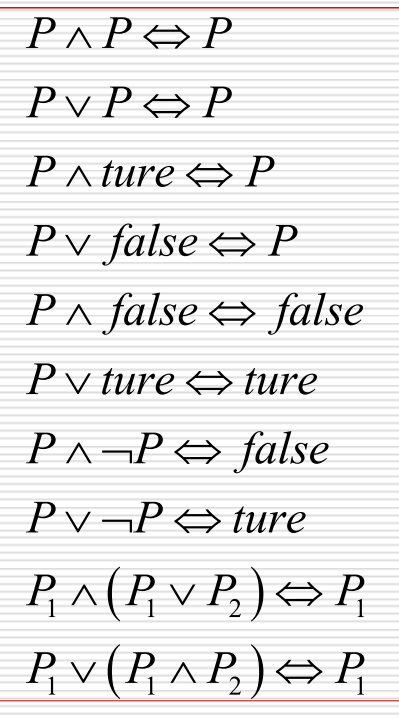 P ∧ P ⇔ P
P ∨ P ⇔ P
P ∧ ture ⇔ P
P ∨ false ⇔ P
P ∧ false ⇔ false
P ∨ ture ⇔ ture
P ∧ ¬P ⇔ false
P ∨ ¬P ⇔ ture
P₁ ∧ (P₁ ∨ P₂) ⇔ P₁
P₁ ∨ (P₁ ∧ P₂) ⇔ P₁